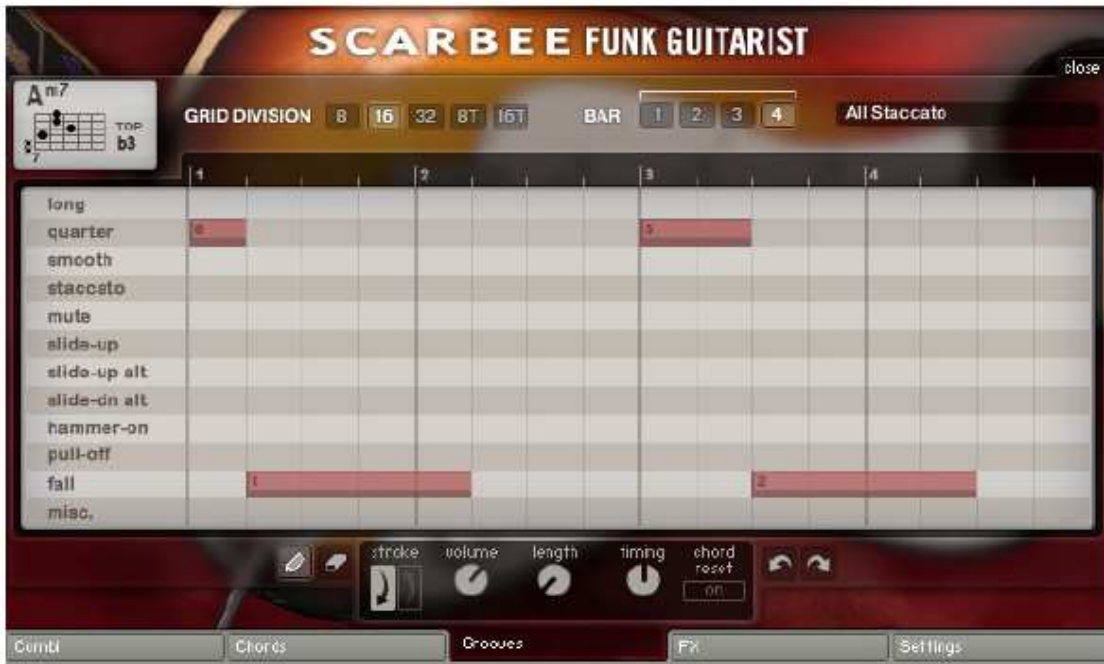 SCARBEE FUNK GUITARIST
close
Am7
TOP
b3
7
GRID DIVISION 8 16 32 8T 16T
BAR 1 2 3 4
All Staccato
1 2 3 4
long
quarter
smooth
staccato
mute
slide-up
slide-up alt
slide-dn alt
hammer-on
pull-off
fall
1 2
misc.
stroke volume length timing chord reset
on
Combi Chords Grooves FX Settings